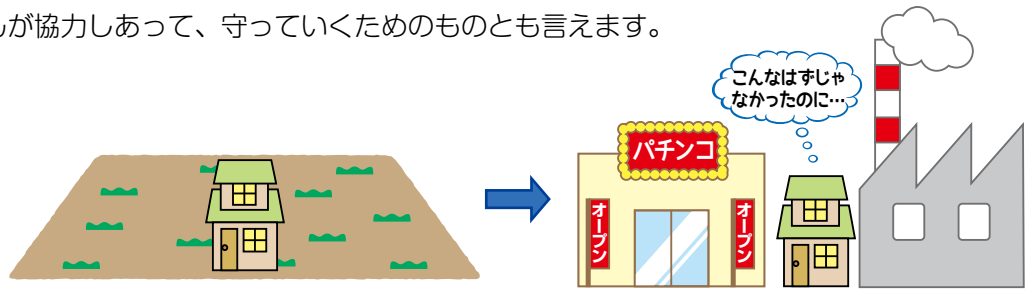 んが協力しあって、守っていくためのものとも言えます。
こんなはずじゃ
なかったのに…
パチンコ
オープン
オープン